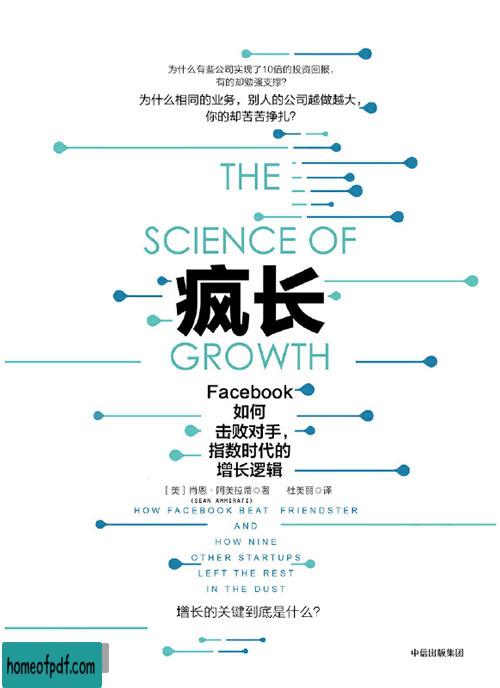 为什么有些公司实现了10倍的投资回报，
有的却勉强支撑？
为什么相同的业务，别人的公司越做越大，
你的却苦苦挣扎？
THE
SCIENCE OF
疯长
GROWTH
Facebook
如何
击败对手，
指数时代的
增长逻辑
［美］肖恩·阿美拉蒂◎著 杜美丽◎译
(SEAN AMMIRATI)
HOW FACEBOOK BEAT FRIENDSTER
AND
HOW NINE
OTHER STARTUPS
LEFT THE REST
IN THE DUST
增长的关键到底是什么？
homeofpdf.com
中信出版集团